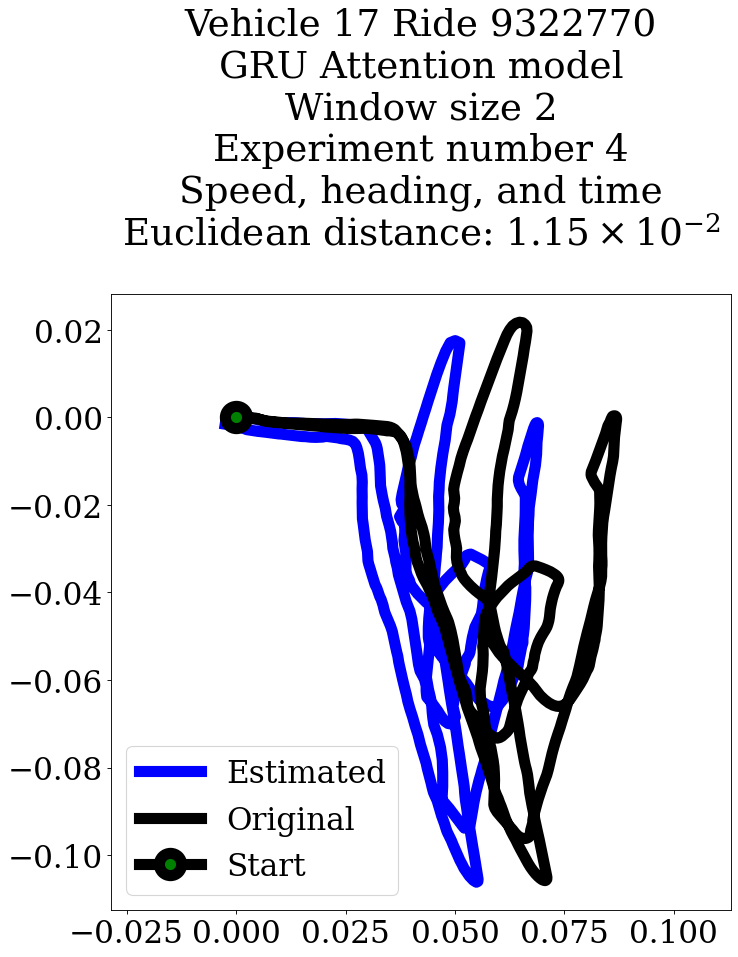 Vehicle 17 Ride 9322770
GRU Attention model
Window size 2
Experiment number 4
Speed, heading, and time
Euclidean distance: 1.15 × 10⁻²
0.02
0.00
−0.02
−0.04
−0.06
−0.08
−0.10
Estimated
Original
Start
−0.025 0.000 0.025 0.050 0.075 0.100